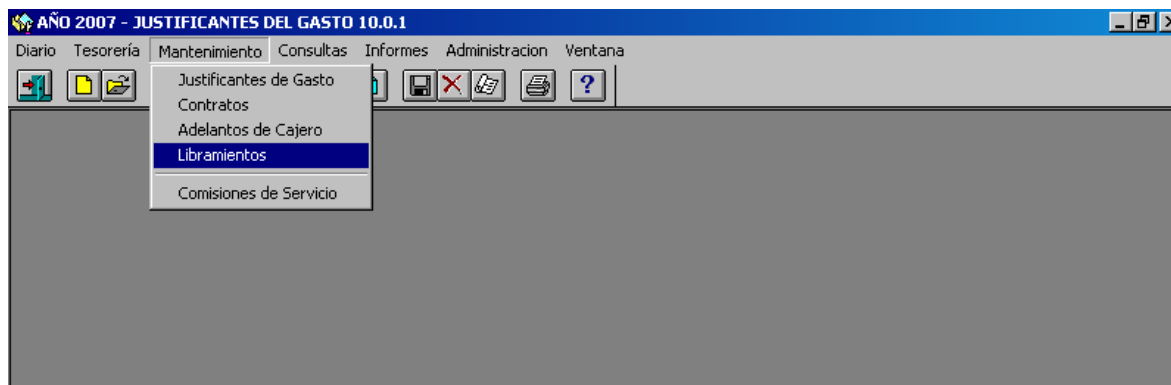 AÑO 2007 - JUSTIFICANTES DEL GASTO 10.0.1
Diario Tesorería Mantenimiento Consultas Informes Administracion Ventana
Justificantes de Gasto
Contratos
Adelantos de Cajero
Libramientos
Comisiones de Servicio
?